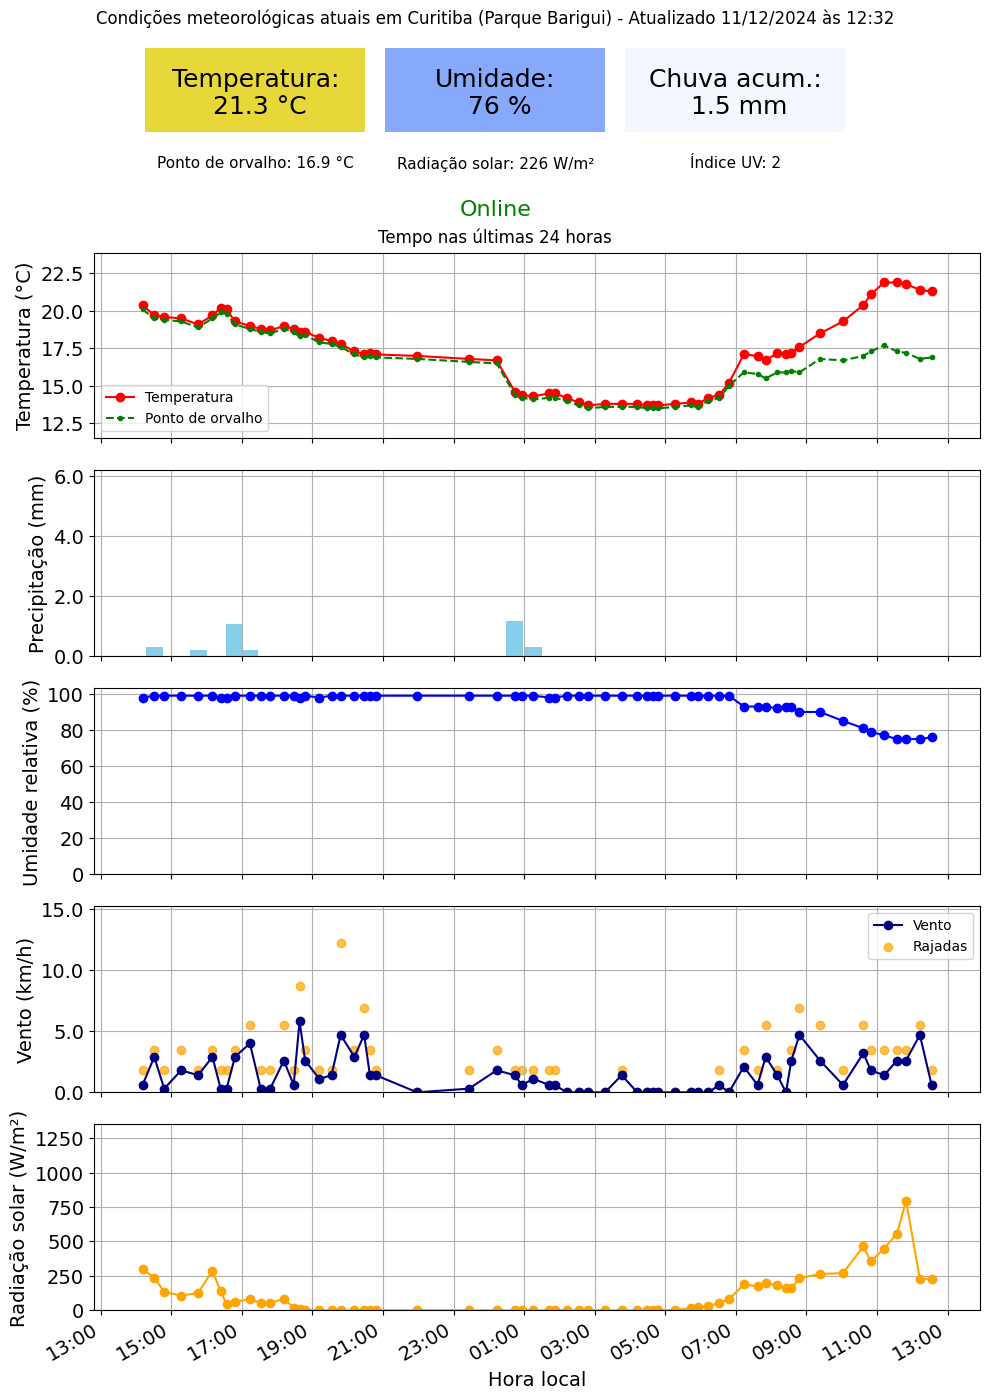 Condições meteorológicas atuais em Curitiba (Parque Barigui) - Atualizado 11/12/2024 às 12:32
Temperatura:
21.3 °C
Umidade:
76 %
Chuva acum.:
1.5 mm
Ponto de orvalho: 16.9 °C
Radiação solar: 226 W/m²
Índice UV: 2
Online
Tempo nas últimas 24 horas
Temperatura (°C)
22.5
20.0
17.5
15.0
12.5
Temperatura
Ponto de orvalho
Precipitação (mm)
6.0
4.0
2.0
0.0
Umidade relativa (%)
100
80
60
40
20
0
Vento (km/h)
15.0
10.0
5.0
0.0
Vento
Rajadas
Radiação solar (W/m²)
1250
1000
750
500
250
0
13:00
15:00
17:00
19:00
21:00
23:00
01:00
03:00
05:00
07:00
09:00
11:00
13:00
Hora local